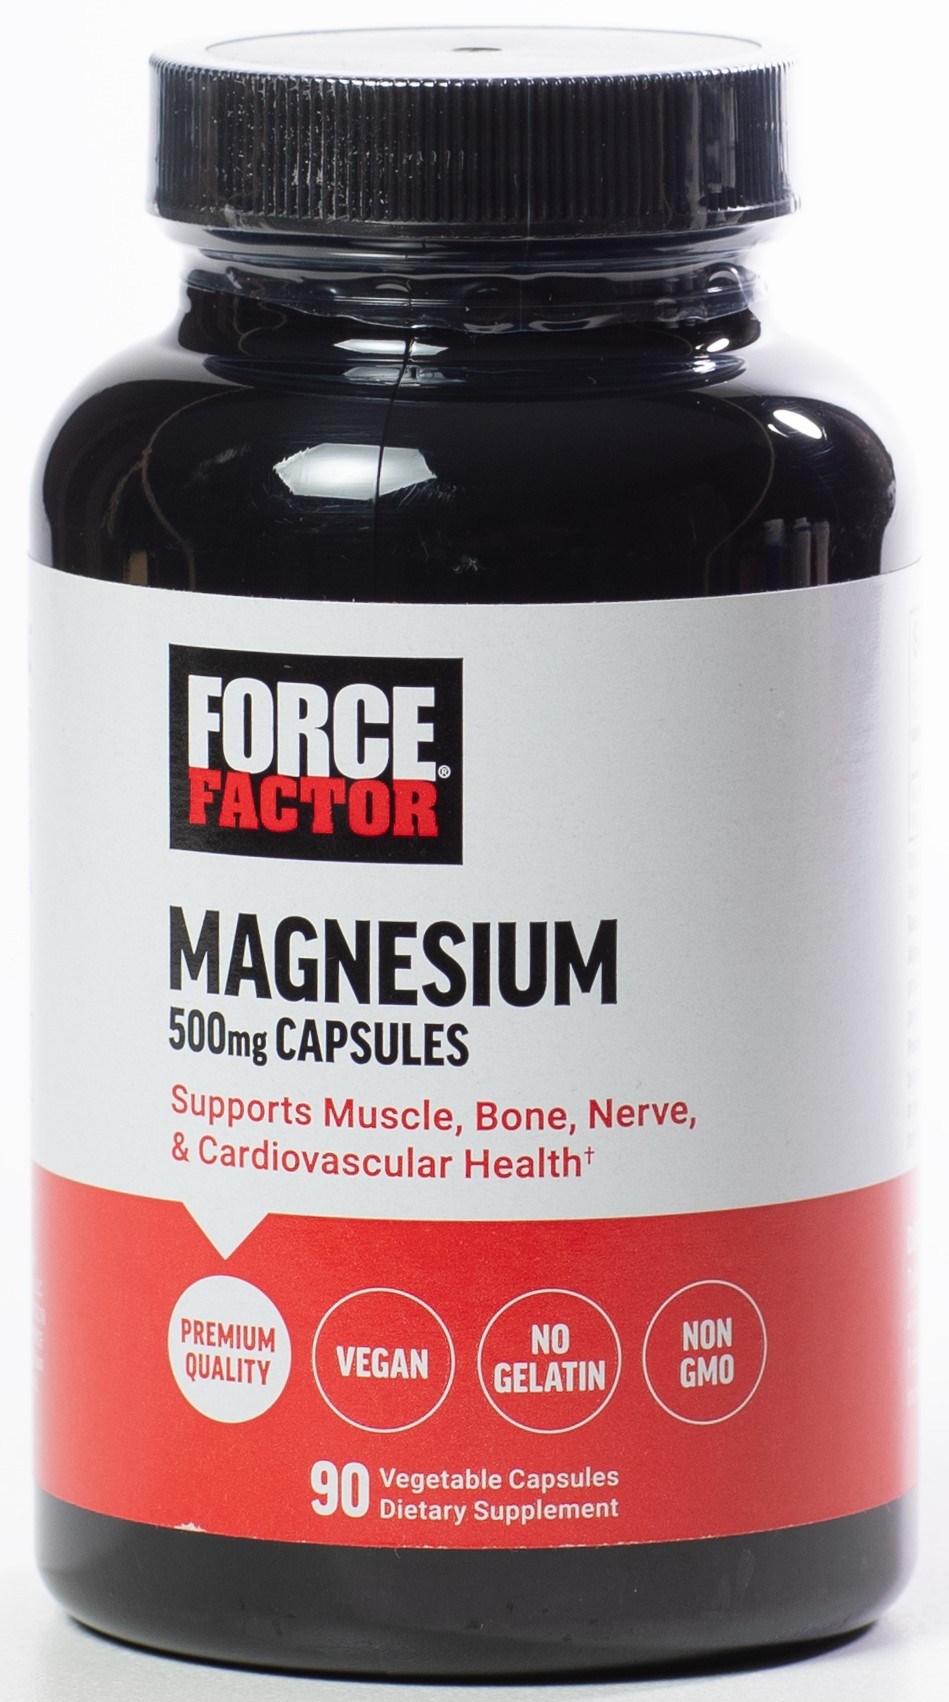 FORCE®
FACTOR
MAGNESIUM
500mg CAPSULES
Supports Muscle, Bone, Nerve,
& Cardiovascular Health†
PREMIUM
QUALITY
VEGAN
NO
GELATIN
NON
GMO
90 Vegetable Capsules
Dietary Supplement